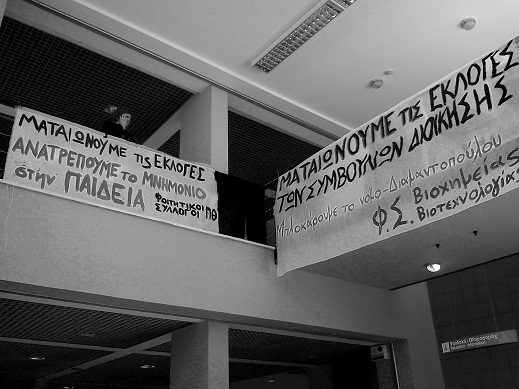 ΜΑΤΑΙΩΝΟΥΜΕ ΤΙΣ ΕΚΛΟΓΕΣ
ΑΝΑΤΡΕΠΟΥΜΕ ΤΟ ΜΝΗΜΟΝΙΟ
στην ΠΑΙΔΕΙΑ
ΦΟΙΤΗΤΙΚΟΙ
ΣΥΛΛΟΓΟΙ ΠΘ
ΜΑΤΑΙΩΝΟΥΜΕ ΤΙΣ ΕΚΛΟΓΕΣ
ΤΩΝ ΣΥΜΒΟΥΛΙΩΝ ΔΙΟΙΚΗΣΗΣ
Μπλοκάρουμε το νόμο-Διαμαντοπούλου
Φ.Σ. Βιοχημείας
Βιοτεχνολογίας